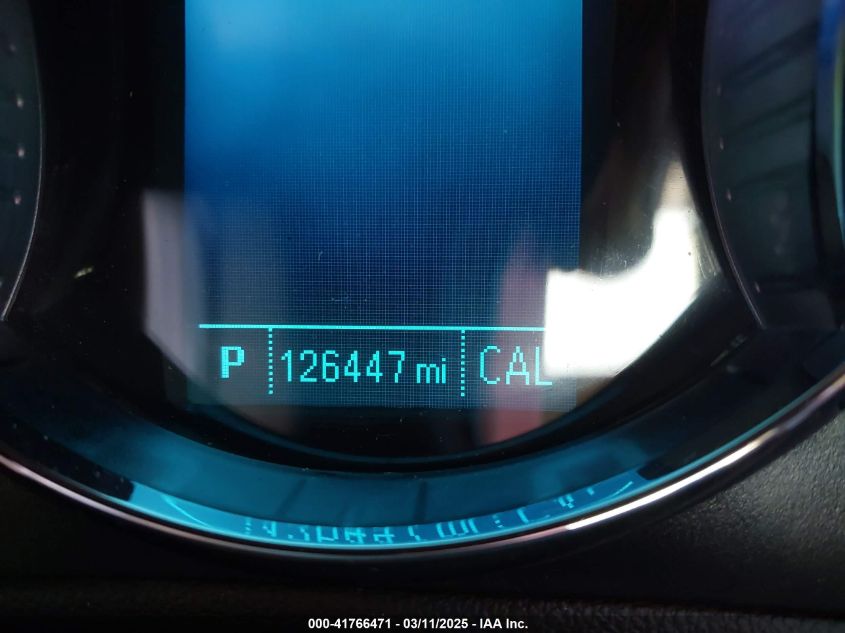 P 126447 mi CAL
000-41766471 - 03/11/2025 - IAA Inc.